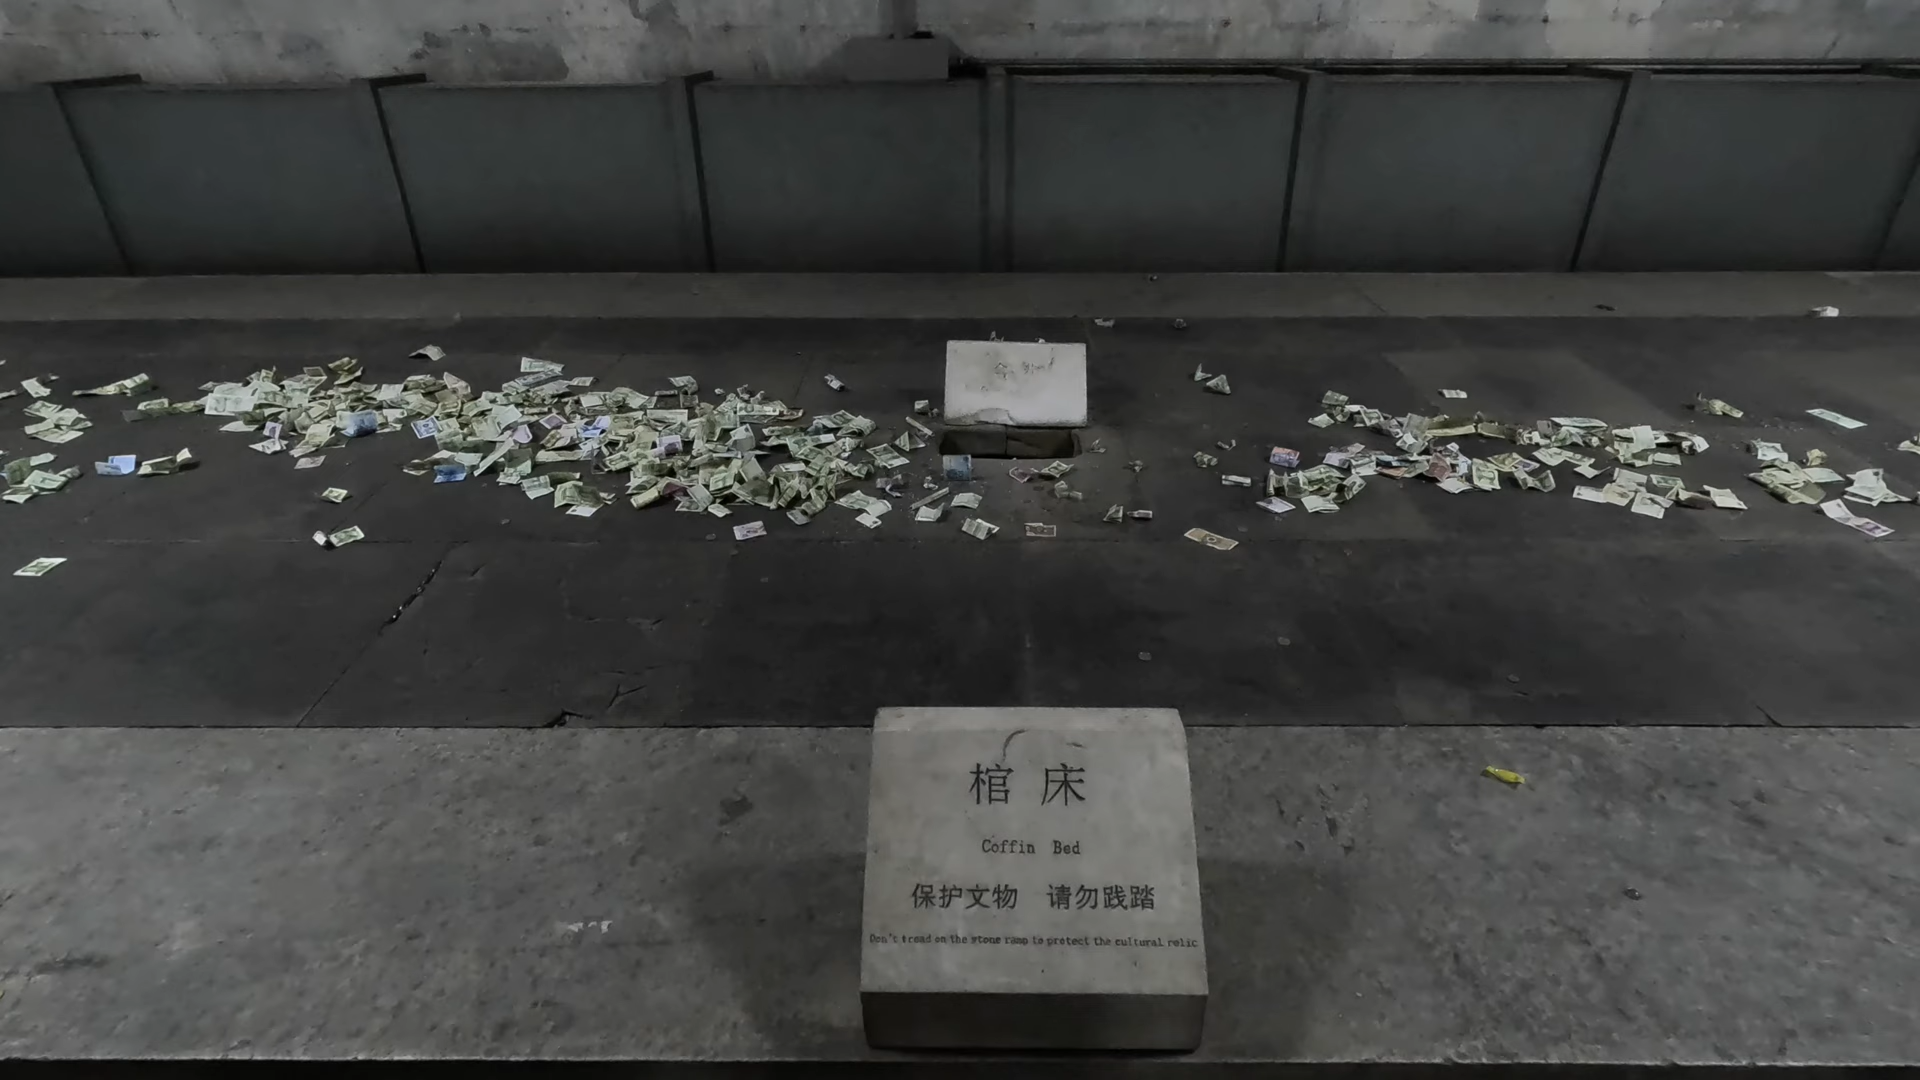 棺 床
Coffin Bed
保护文物 请勿践踏
Don't tread on the stone ramp to protect the cultural relic